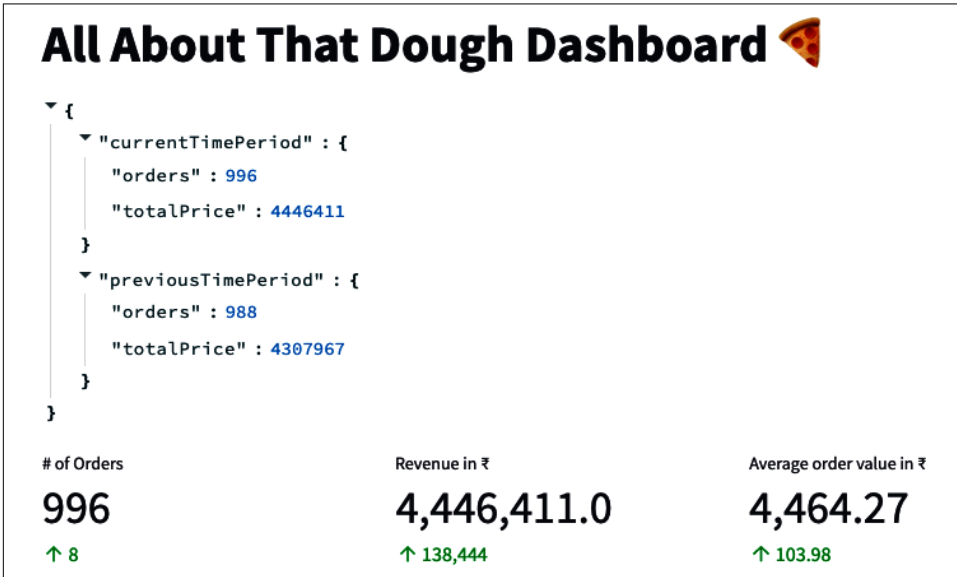 All About That Dough Dashboard 🍕
{
"currentTimePeriod" : {
"orders" : 996
"totalPrice" : 4446411
}
"previousTimePeriod" : {
"orders" : 988
"totalPrice" : 4307967
}
}
# of Orders Revenue in ₹ Average order value in ₹
996 4,446,411.0 4,464.27
↑ 8 ↑ 138,444 ↑ 103.98